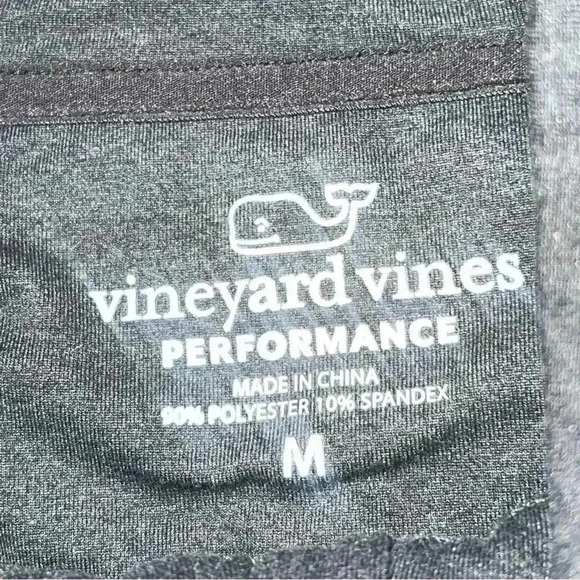 vineyard vines
PERFORMANCE
MADE IN CHINA
90% POLYESTER 10% SPANDEX
M